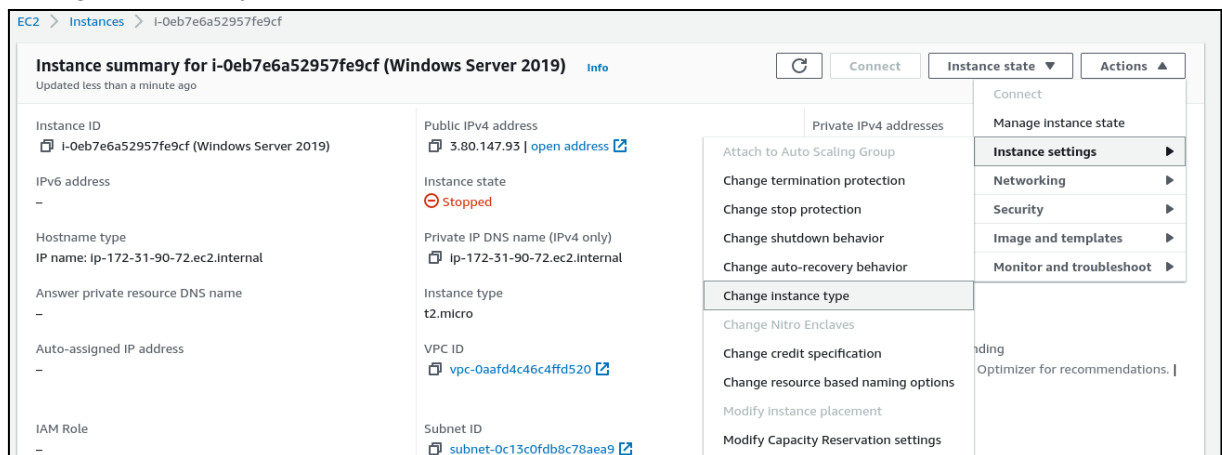 EC2 > Instances > i-0eb7e6a52957fe9cf
Instance summary for i-0eb7e6a52957fe9cf (Windows Server 2019) Info
Updated less than a minute ago
Connect
Instance state ▼
Actions ▲
Instance ID
i-0eb7e6a52957fe9cf (Windows Server 2019)
IPv6 address
–
Hostname type
IP name: ip-172-31-90-72.ec2.internal
Answer private resource DNS name
–
Auto-assigned IP address
–
IAM Role
–
Public IPv4 address
3.80.147.93 | open address
Instance state
Stopped
Private IP DNS name (IPv4 only)
ip-172-31-90-72.ec2.internal
Instance type
t2.micro
VPC ID
vpc-0aafd4c46c4ffd520
Subnet ID
subnet-0c13c0fdb8c78aea9
Private IPv4 addresses
Optimizer for recommendations. |
Connect
Manage instance state
Instance settings ▶
Networking ▶
Security ▶
Image and templates ▶
Monitor and troubleshoot ▶
Attach to Auto Scaling Group
Change termination protection
Change stop protection
Change shutdown behavior
Change auto-recovery behavior
Change instance type
Change Nitro Enclaves
Change credit specification
Change resource based naming options
Modify instance placement
Modify Capacity Reservation settings